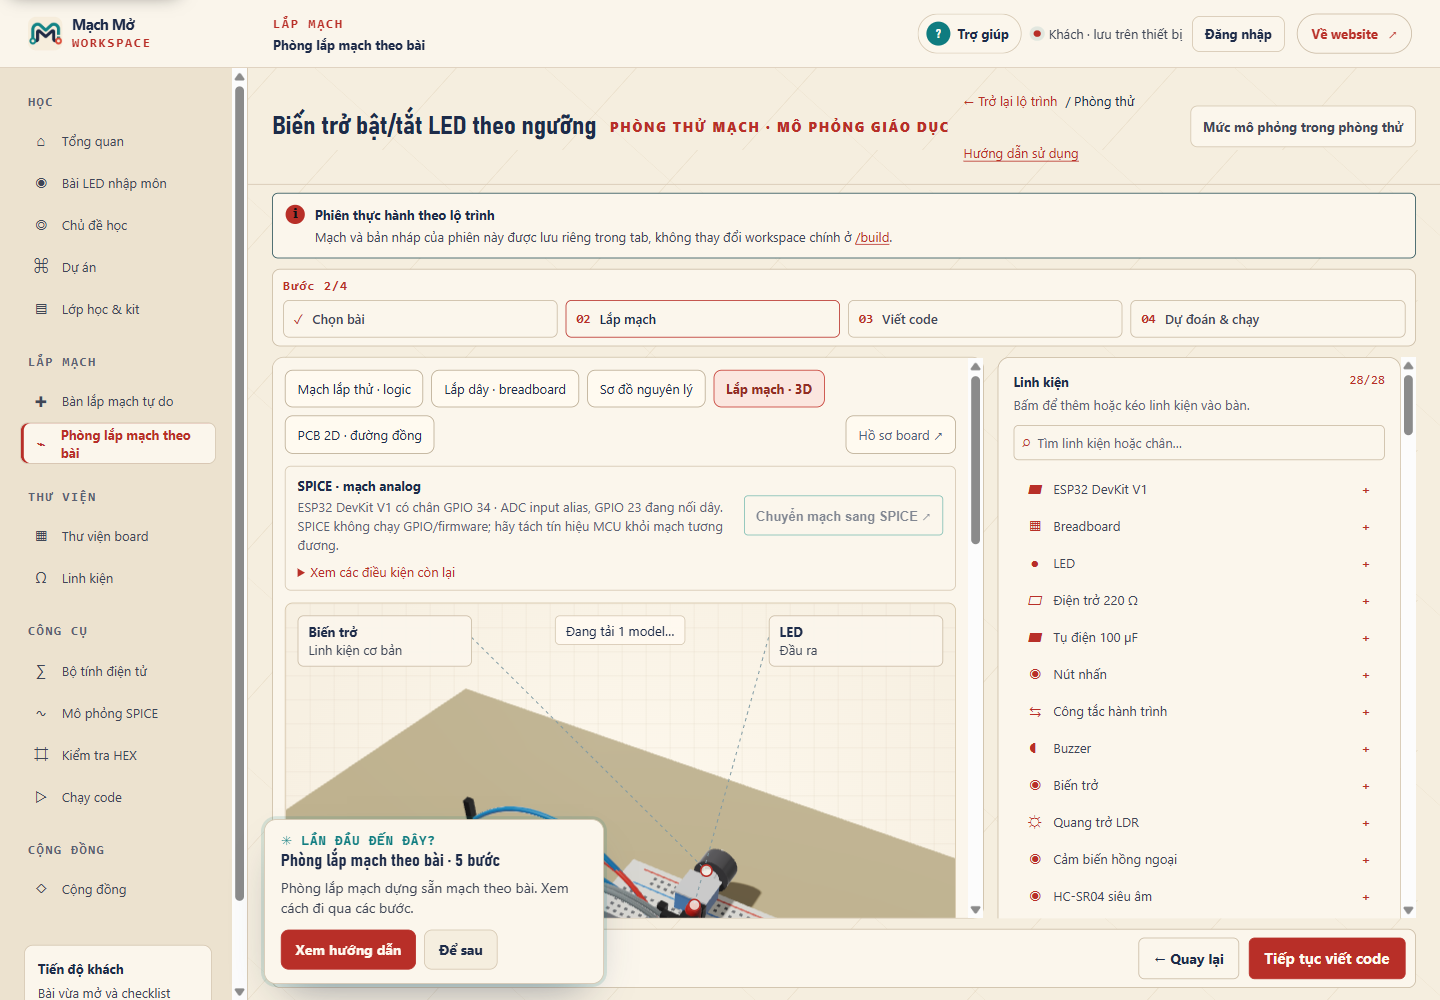 Mạch Mở
WORKSPACE
LẮP MẠCH
Phòng lắp mạch theo bài
? Trợ giúp
Khách · lưu trên thiết bị
Đăng nhập
Về website ↗
HỌC
Tổng quan
Bài LED nhập môn
Chủ đề học
Dự án
Lớp học & kit
LẮP MẠCH
Bàn lắp mạch tự do
Phòng lắp mạch theo
bài
THƯ VIỆN
Thư viện board
Linh kiện
CÔNG CỤ
Bộ tính điện tử
Mô phỏng SPICE
Kiểm tra HEX
Chạy code
CỘNG ĐỒNG
Cộng đồng
Tiến độ khách
Bài vừa mở và checklist
Biến trở bật/tắt LED theo ngưỡng
PHÒNG THỬ MẠCH · MÔ PHỎNG GIÁO DỤC
← Trở lại lộ trình / Phòng thử
Hướng dẫn sử dụng
Mức mô phỏng trong phòng thử
Phiên thực hành theo lộ trình
Mạch và bản nháp của phiên này được lưu riêng trong tab, không thay đổi workspace chính ở /build.
Bước 2/4
✓ Chọn bài
02 Lắp mạch
03 Viết code
04 Dự đoán & chạy
Mạch lắp thử · logic
Lắp dây · breadboard
Sơ đồ nguyên lý
Lắp mạch · 3D
PCB 2D · đường đồng
Hồ sơ board ↗
SPICE · mạch analog
ESP32 DevKit V1 có chân GPIO 34 · ADC input alias, GPIO 23 đang nối dây.
SPICE không chạy GPIO/firmware; hãy tách tín hiệu MCU khỏi mạch tương
đương.
Chuyển mạch sang SPICE ↗
▶ Xem các điều kiện còn lại
Biến trở
Linh kiện cơ bản
Đang tải 1 model...
LED
Đầu ra
✳ LẦN ĐẦU ĐẾN ĐÂY?
Phòng lắp mạch theo bài · 5 bước
Phòng lắp mạch dựng sẵn mạch theo bài. Xem
cách đi qua các bước.
Xem hướng dẫn
Để sau
Linh kiện
28/28
Bấm để thêm hoặc kéo linh kiện vào bàn.
Tìm linh kiện hoặc chân...
ESP32 DevKit V1 +
Breadboard +
LED +
Điện trở 220 Ω +
Tụ điện 100 µF +
Nút nhấn +
Công tắc hành trình +
Buzzer +
Biến trở +
Quang trở LDR +
Cảm biến hồng ngoại +
HC-SR04 siêu âm +
← Quay lại
Tiếp tục viết code